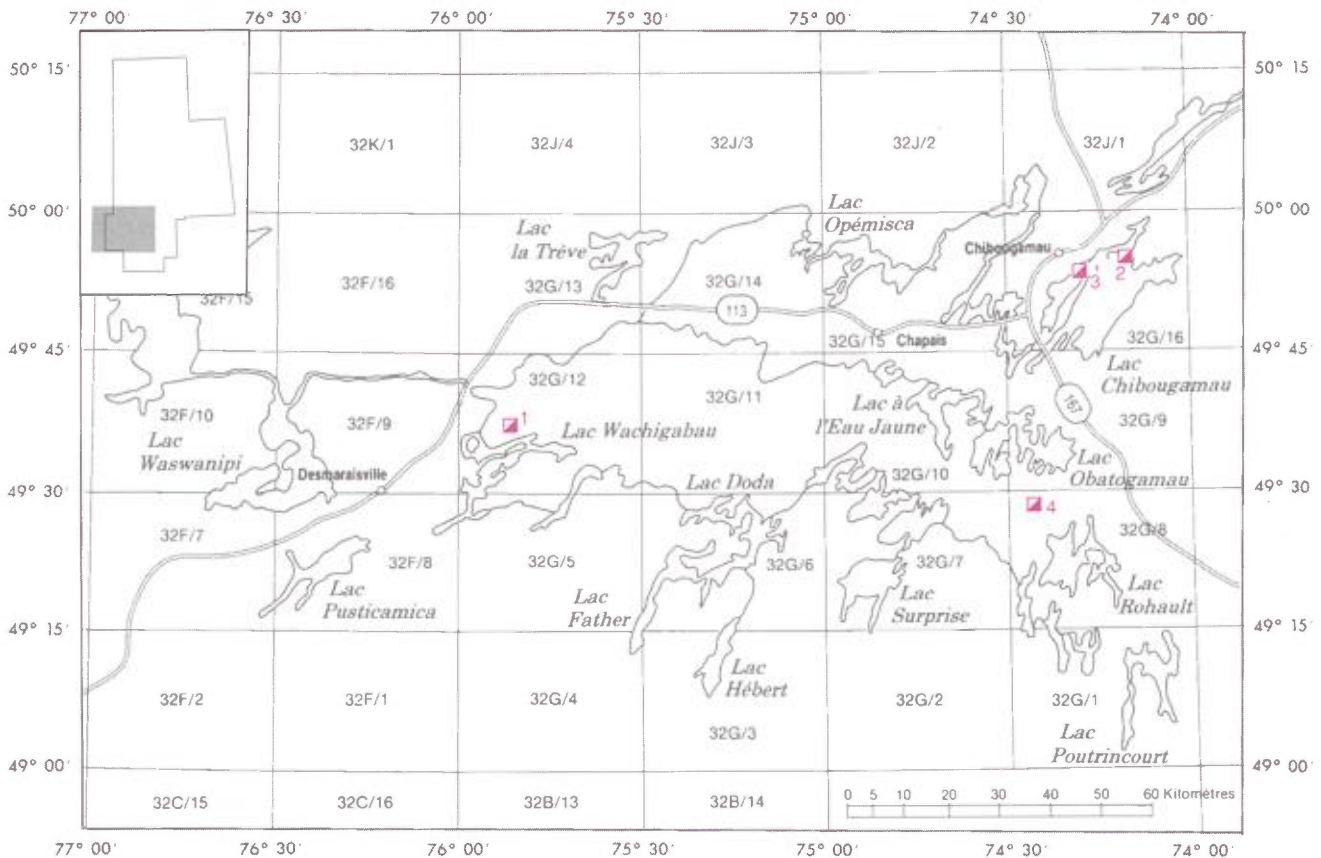 77° 00′
76° 30′
76° 00′
75° 30′
75° 00′
74° 30′
74° 00′
50° 15′
50° 15′
32K/1
32J/4
32J/3
32J/2
32J/1
50° 00′
50° 00′
Lac
la Trève
Lac
Opémisca
Chibougamau
3
2
32F/15
32F/16
32G/13
32G/14
113
32G/15
Chapais
32G/16
49° 45′
49° 45′
Lac
Chibougamau
32F/10
32F/9
32G/12
32G/11
Lac à
l'Eau Jaune
167
32G/9
1
Lac Wachigabau
Lac
Waswanipi
Desmaraisville
Lac Doda
32G/10
Lac
Obatogamau
49° 30′
49° 30′
4
32F/7
32F/8
32G/5
32G/6
32G/7
32G/8
Lac
Pusticamica
Lac
Father
Lac
Surprise
Lac
Rohault
49° 15′
49° 15′
Lac
Hébert
32F/2
32F/1
32G/4
32G/3
32G/2
32G/1
Lac
Poutrincourt
49° 00′
49° 00′
32C/15
32C/16
32B/13
32B/14
0 5 10 20 30 40 50 60 Kilomètres
77° 00′
76° 30′
76° 00′
75° 30′
75° 00′
74° 30′
74° 00′